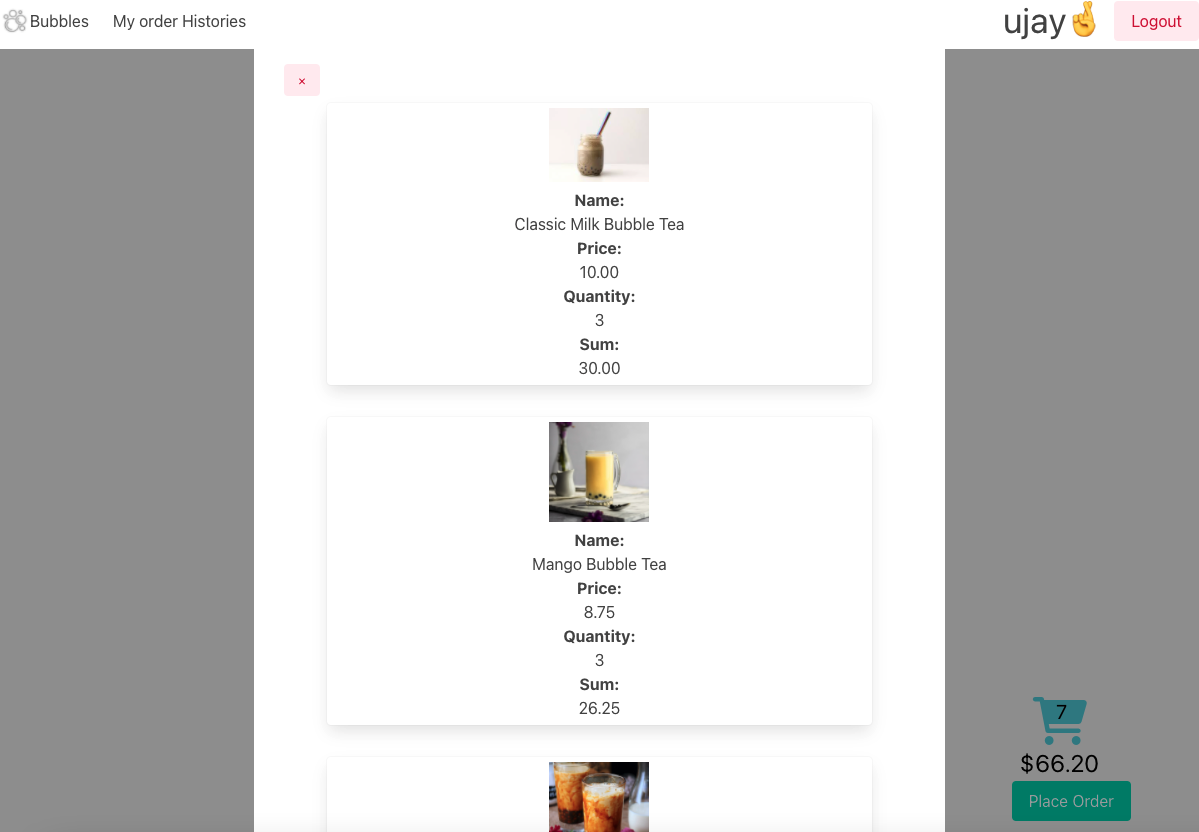 Bubbles My order Histories ujay🤞 Logout
×
Name:
Classic Milk Bubble Tea
Price:
10.00
Quantity:
3
Sum:
30.00
Name:
Mango Bubble Tea
Price:
8.75
Quantity:
3
Sum:
26.25
7
$66.20
Place Order